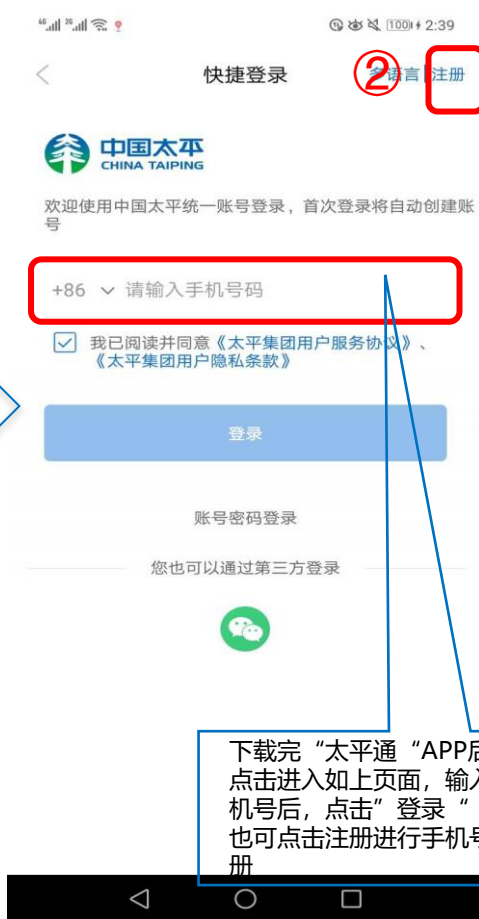 46 26 100 2:39
快捷登录 多语言 注册
②
中国太平
CHINA TAIPING
欢迎使用中国太平统一账号登录，首次登录将自动创建账
号
+86 请输入手机号码
我已阅读并同意《太平集团用户服务协议》、
《太平集团用户隐私条款》
登录
账号密码登录
您也可以通过第三方登录
下载完“太平通“APP后
点击进入如上页面，输入
机号后，点击”登录“
也可点击注册进行手机号
册